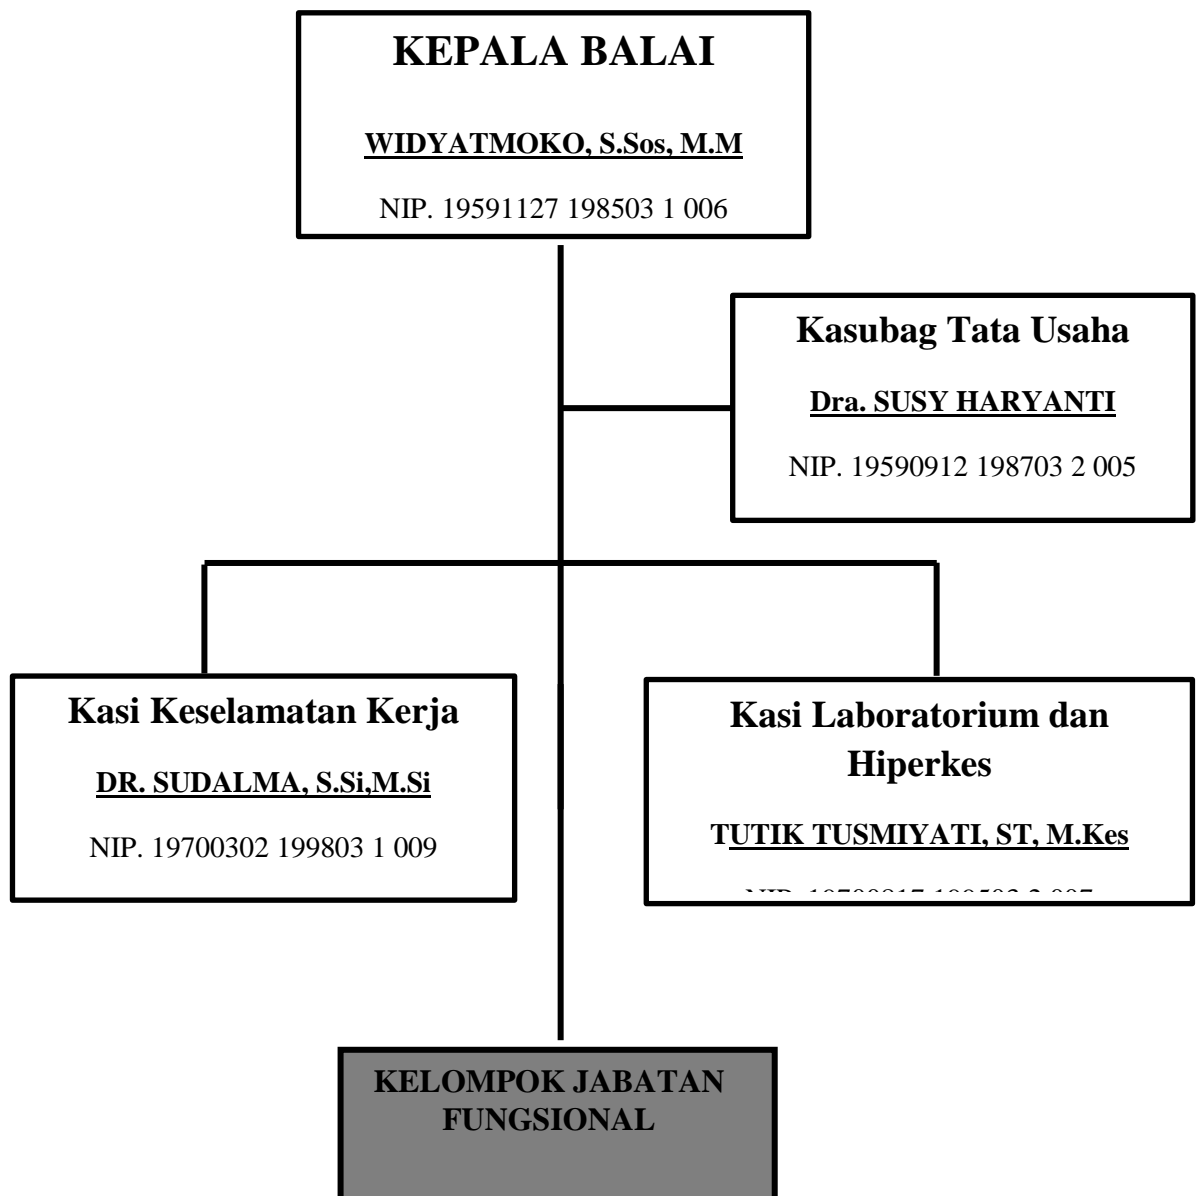 KEPALA BALAI
WIDYATMOKO, S.Sos, M.M
NIP. 19591127 198503 1 006
Kasubag Tata Usaha
Dra. SUSY HARYANTI
NIP. 19590912 198703 2 005
Kasi Keselamatan Kerja
DR. SUDALMA, S.Si,M.Si
NIP. 19700302 199803 1 009
Kasi Laboratorium dan
Hiperkes
TUTIK TUSMIYATI, ST, M.Kes
NIP.
KELOMPOK JABATAN
FUNGSIONAL